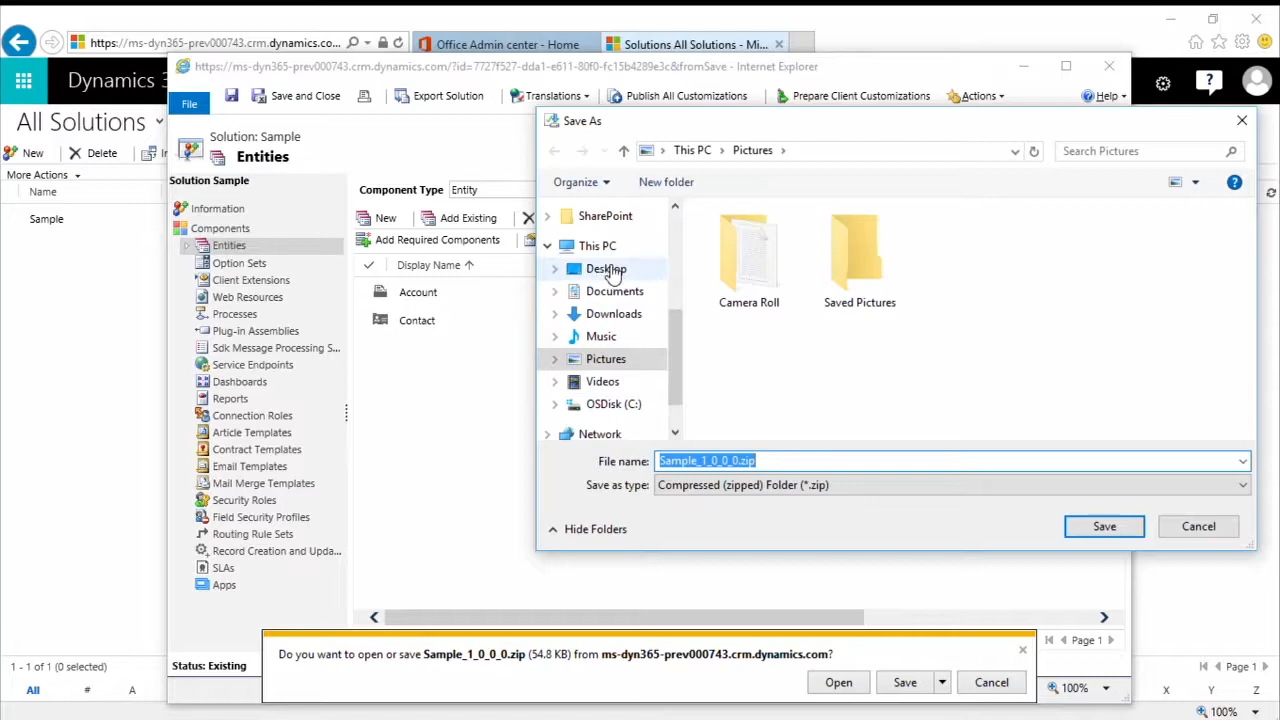 https://ms-dyn365-prev000743.crm.dynamics.co...
Office Admin center - Home
Solutions All Solutions - Mi...
https://ms-dyn365-prev000743.crm.dynamics.com/?id=7727f527-dda1-e611-80f0-fc15b4289e3c&fromSave - Internet Explorer
Dynamics 3
File
Save and Close
Export Solution
Translations
Publish All Customizations
Prepare Client Customizations
Actions
Help
All Solutions
New
Delete
More Actions
Name
Sample
Solution: Sample
Entities
Solution Sample
Information
Components
Entities
Option Sets
Client Extensions
Web Resources
Processes
Plug-in Assemblies
Sdk Message Processing S...
Service Endpoints
Dashboards
Reports
Connection Roles
Article Templates
Contract Templates
Email Templates
Mail Merge Templates
Security Roles
Field Security Profiles
Routing Rule Sets
Record Creation and Upda...
SLAs
Apps
Component Type
Entity
New
Add Existing
Add Required Components
Display Name
Account
Contact
Save As
This PC
Pictures
Search Pictures
Organize
New folder
SharePoint
This PC
Desktop
Documents
Downloads
Music
Pictures
Videos
OSDisk (C:)
Network
Camera Roll
Saved Pictures
File name:
Sample_1_0_0_0.zip
Save as type:
Compressed (zipped) Folder (*.zip)
Hide Folders
Save
Cancel
Do you want to open or save Sample_1_0_0_0.zip (54.8 KB) from ms-dyn365-prev000743.crm.dynamics.com?
Open
Save
Cancel
Page 1
Status: Existing
100%
1 - 1 of 1 (0 selected)
Page 1
All
#
A
X
Y
Z
100%